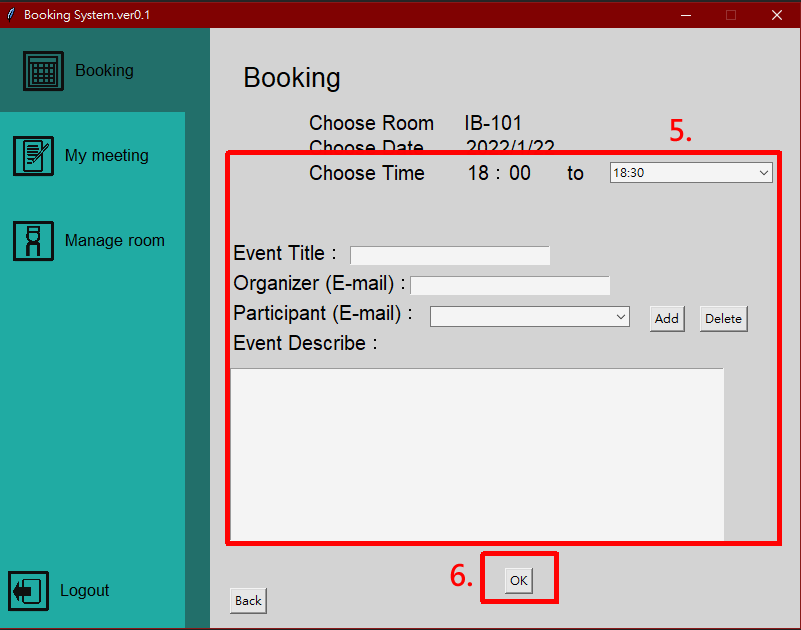 Booking System.ver0.1
Booking
My meeting
Manage room
Logout
Booking
Choose Room IB-101
5.
Choose Date 2022/1/22
Choose Time 18 : 00 to 18:30
Event Title :
Organizer (E-mail) :
Participant (E-mail) : Add Delete
Event Describe :
6. OK
Back